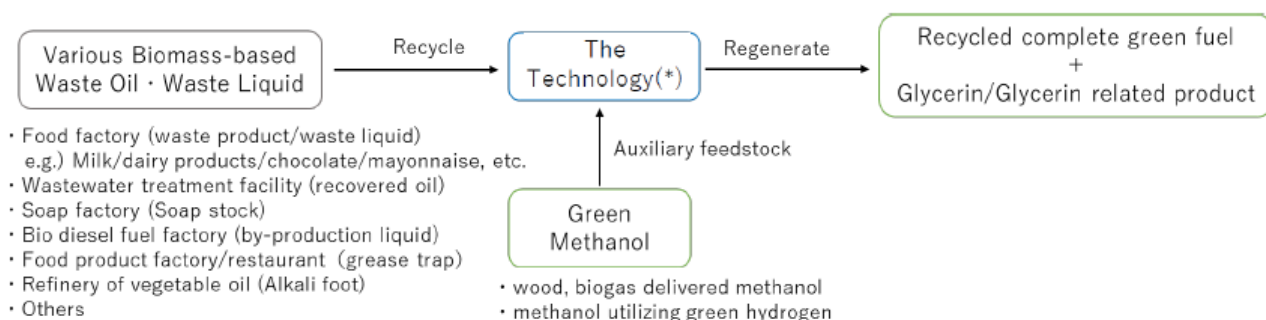 Various Biomass-based
Waste Oil・Waste Liquid
Recycle
The
Technology(*)
Regenerate
Recycled complete green fuel
+
Glycerin/Glycerin related product
・Food factory (waste product/waste liquid)
e.g.) Milk/dairy products/chocolate/mayonnaise, etc.
・Wastewater treatment facility (recovered oil)
・Soap factory (Soap stock)
・Bio diesel fuel factory (by-production liquid)
・Food product factory/restaurant (grease trap)
・Refinery of vegetable oil (Alkali foot)
・Others
Auxiliary feedstock
Green
Methanol
・wood, biogas delivered methanol
・methanol utilizing green hydrogen